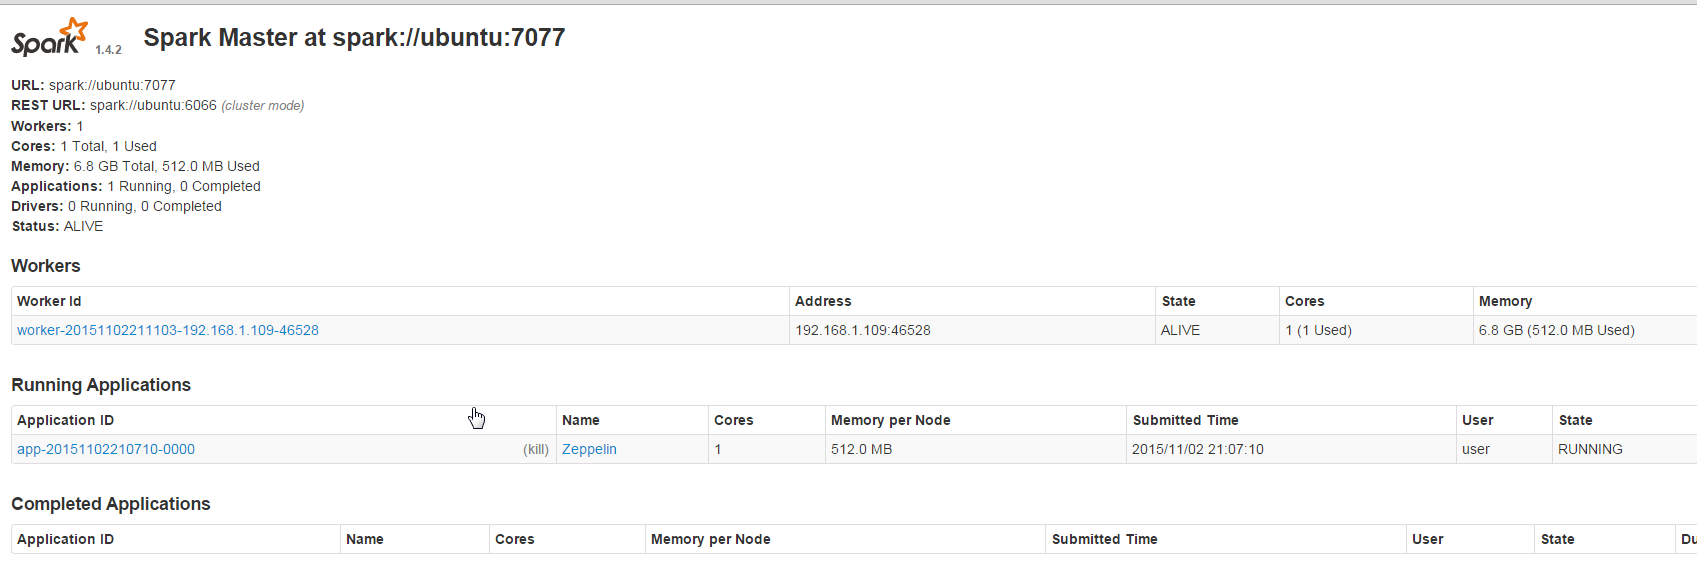 Spark 1.4.2 Spark Master at spark://ubuntu:7077
URL: spark://ubuntu:7077
REST URL: spark://ubuntu:6066 (cluster mode)
Workers: 1
Cores: 1 Total, 1 Used
Memory: 6.8 GB Total, 512.0 MB Used
Applications: 1 Running, 0 Completed
Drivers: 0 Running, 0 Completed
Status: ALIVE
Workers
Worker Id Address State Cores Memory
worker-20151102211103-192.168.1.109-46528 192.168.1.109:46528 ALIVE 1 (1 Used) 6.8 GB (512.0 MB Used)
Running Applications
Application ID Name Cores Memory per Node Submitted Time User State
app-20151102210710-0000 (kill) Zeppelin 1 512.0 MB 2015/11/02 21:07:10 user RUNNING
Completed Applications
Application ID Name Cores Memory per Node Submitted Time User State Du